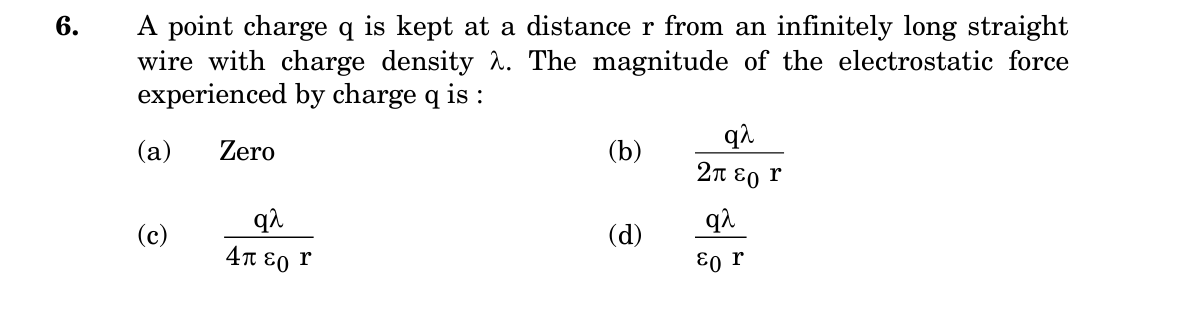 6. A point charge q is kept at a distance r from an infinitely long straight
wire with charge density λ. The magnitude of the electrostatic force
experienced by charge q is :
(a) Zero (b) qλ / 2π ε₀ r
(c) qλ / 4π ε₀ r (d) qλ / ε₀ r